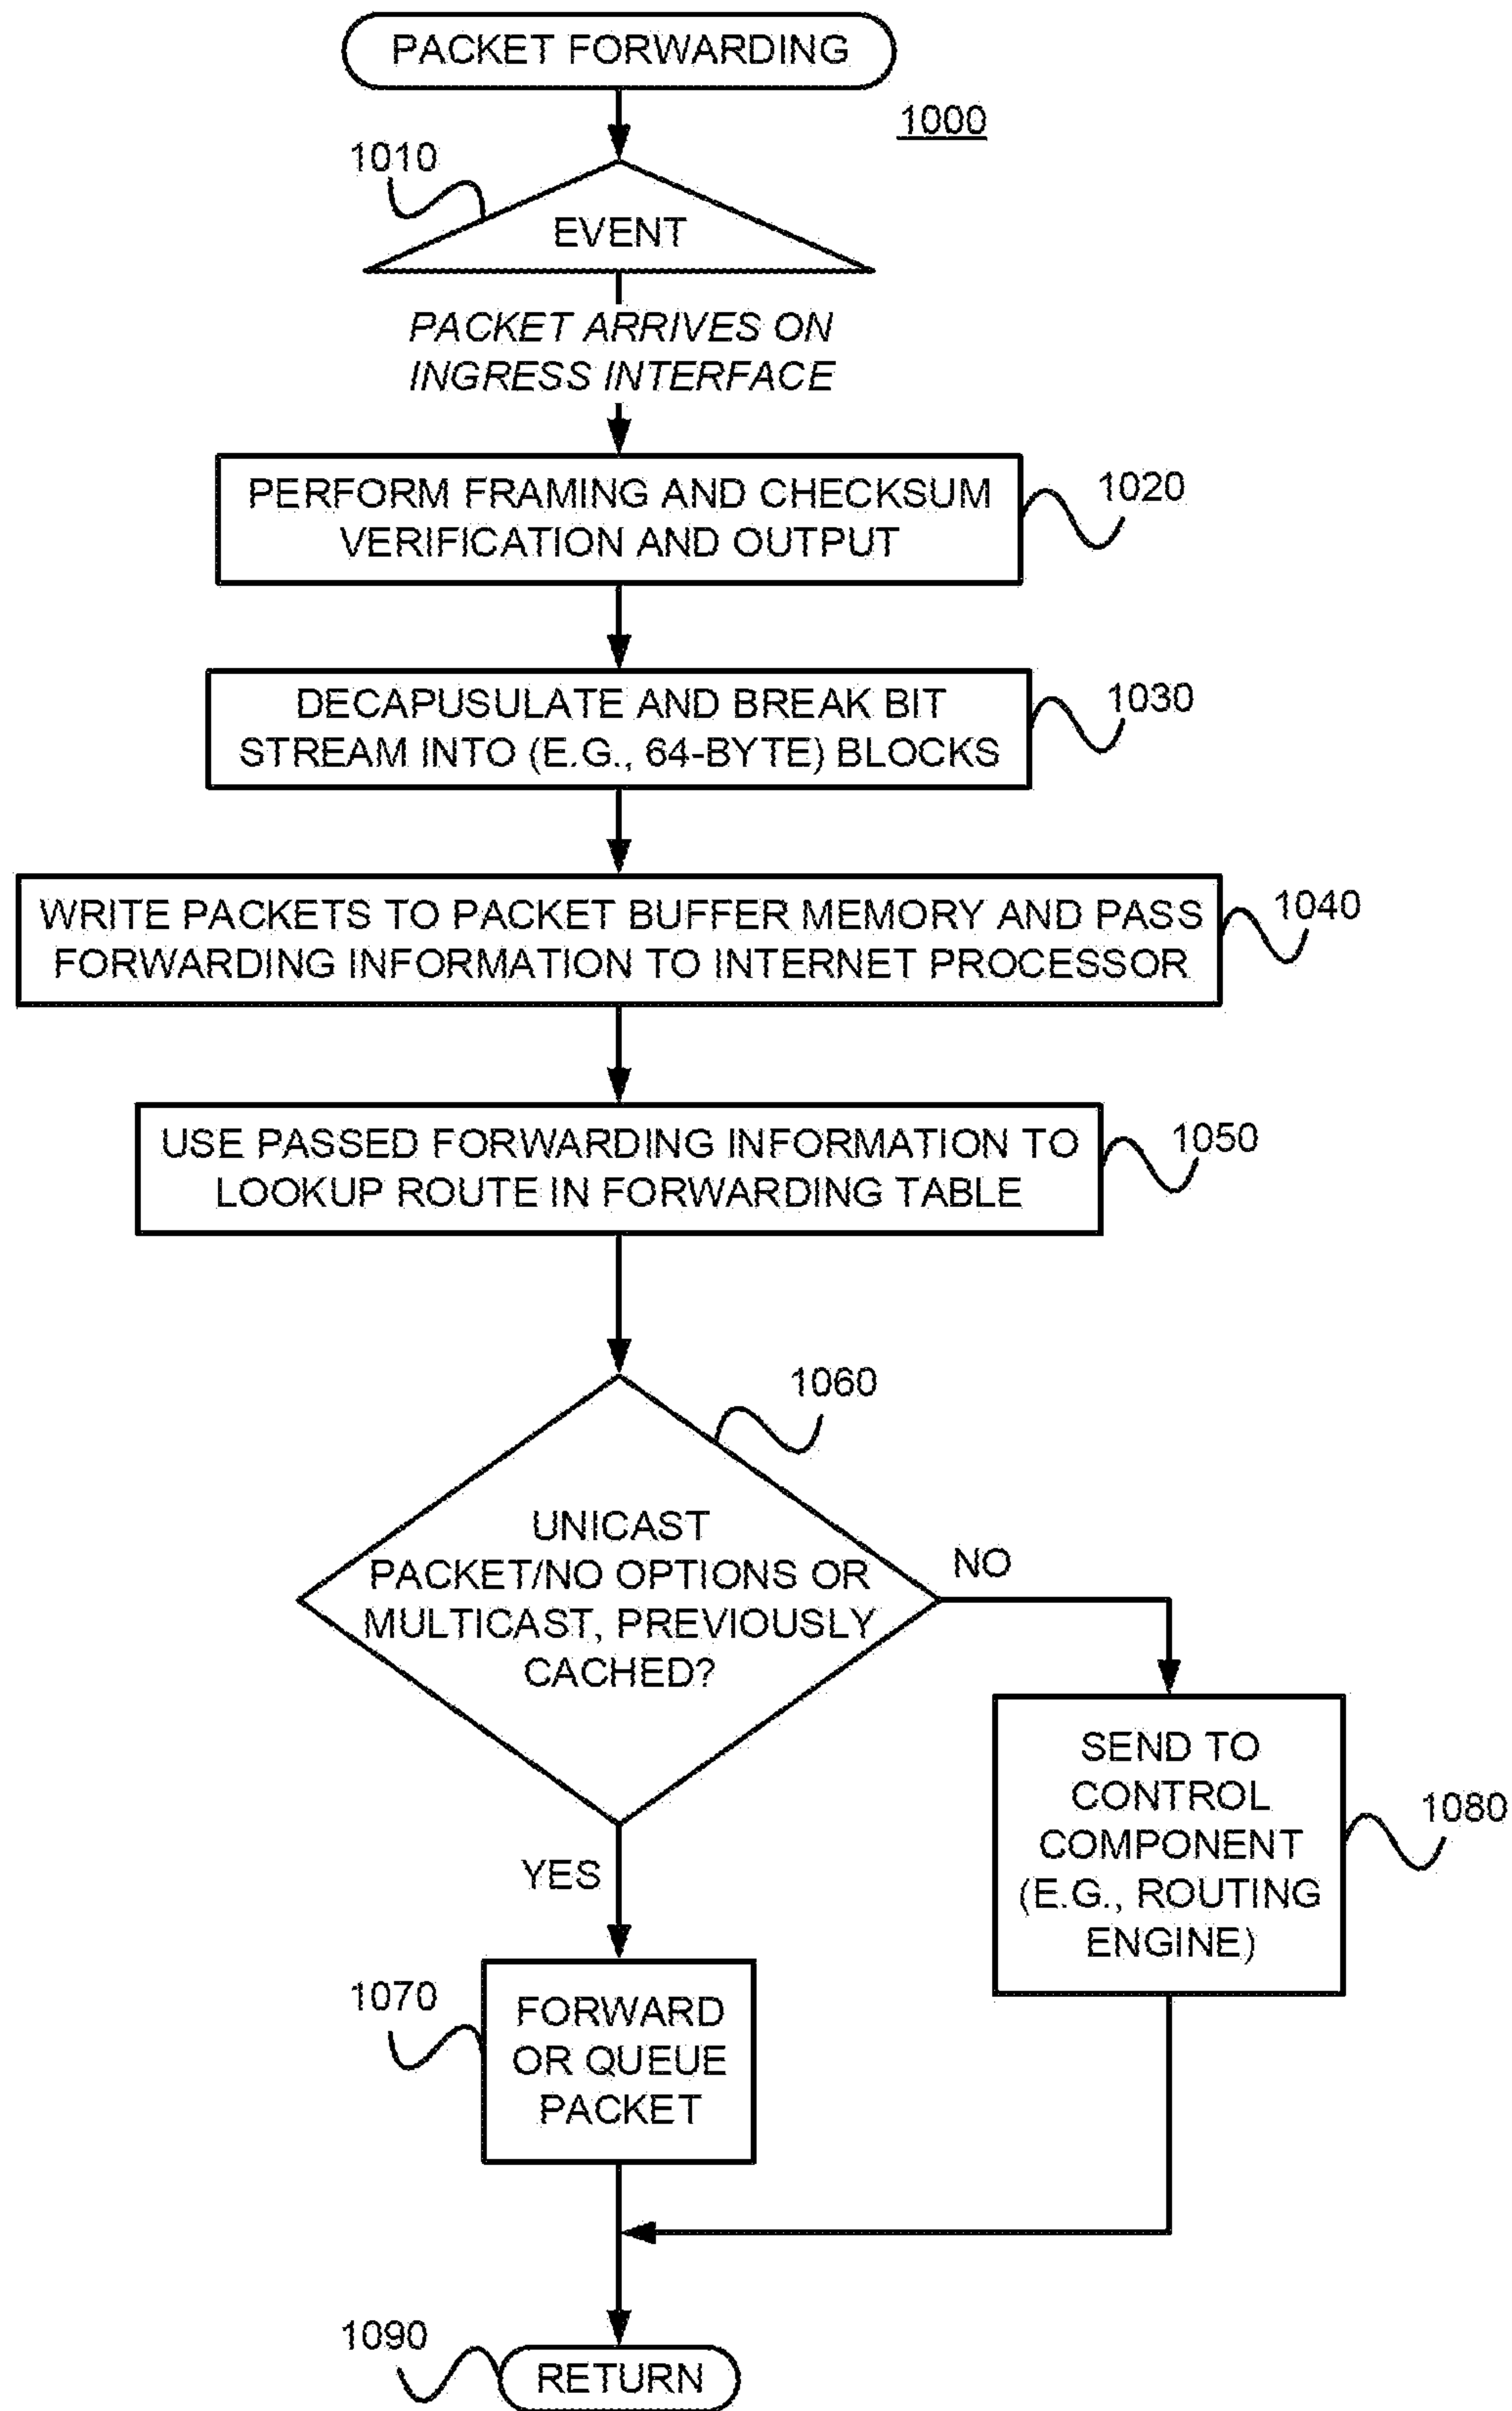 PACKET FORWARDING
1000
1010
EVENT
PACKET ARRIVES ON
INGRESS INTERFACE
PERFORM FRAMING AND CHECKSUM
VERIFICATION AND OUTPUT
1020
DECAPUSULATE AND BREAK BIT
STREAM INTO (E.G., 64-BYTE) BLOCKS
1030
WRITE PACKETS TO PACKET BUFFER MEMORY AND PASS
FORWARDING INFORMATION TO INTERNET PROCESSOR
1040
USE PASSED FORWARDING INFORMATION TO
LOOKUP ROUTE IN FORWARDING TABLE
1050
1060
UNICAST
PACKET/NO OPTIONS OR
MULTICAST, PREVIOUSLY
CACHED?
NO
SEND TO
CONTROL
COMPONENT
(E.G., ROUTING
ENGINE)
1080
YES
1070
FORWARD
OR QUEUE
PACKET
1090
RETURN